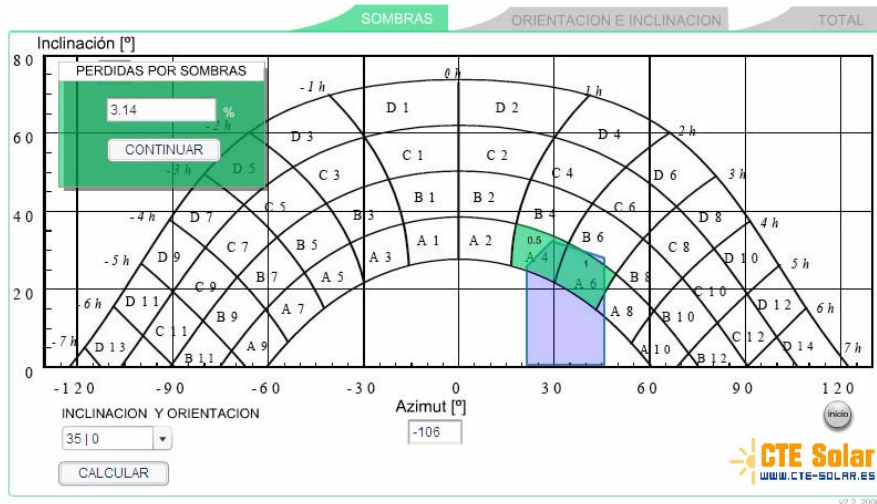 SOMBRAS ORIENTACION E INCLINACION TOTAL
Inclinación [º]
PERDIDAS POR SOMBRAS
3.14 %
CONTINUAR
80
60
40
20
0
-7 h
-6 h
-5 h
-4 h
-3 h
-2 h
-1 h
0 h
1 h
2 h
3 h
4 h
5 h
6 h
7 h
D 1 D 2
D 3 D 4
C 1 C 2
D 5 C 3 C 4 D 6
B 1 B 2
D 7 C 5 B 3 B 4 C 6 D 8
0.5
D 9 C 7 B 5 A 3 A 1 A 2 A 4 B 6 C 8 D 10
1
D 11 C 9 B 7 A 5 A 6 B 8 C 10 D 12
C 11 B 9 A 7 A 8 B 10 C 12
D 13 B 11 A 9 A 10 B 12 D 14
-120 -90 -60 -30 0 30 60 90 120
INCLINACION Y ORIENTACION
35 | 0
CALCULAR
Azimut [º]
-106
inicio
CTE Solar
WWW.CTE-SOLAR.ES